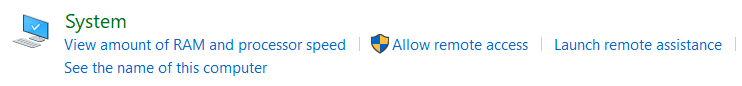 System
View amount of RAM and processor speed Allow remote access Launch remote assistance
See the name of this computer